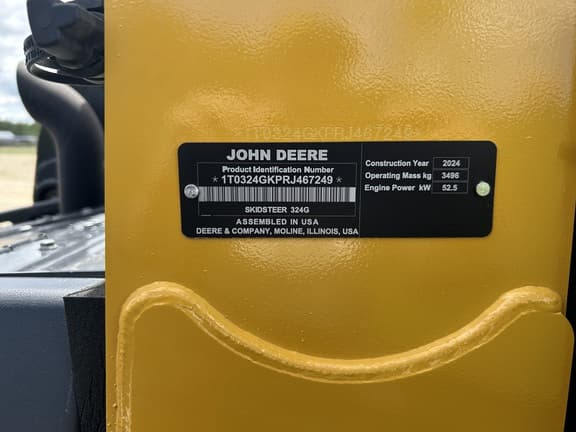 1T0324GKPRJ467249
JOHN DEERE
Product Identification Number
*1T0324GKPRJ467249*
SKIDSTEER 324G
ASSEMBLED IN USA
DEERE & COMPANY, MOLINE, ILLINOIS, USA
Construction Year 2024
Operating Mass kg 3496
Engine Power kW 52.5